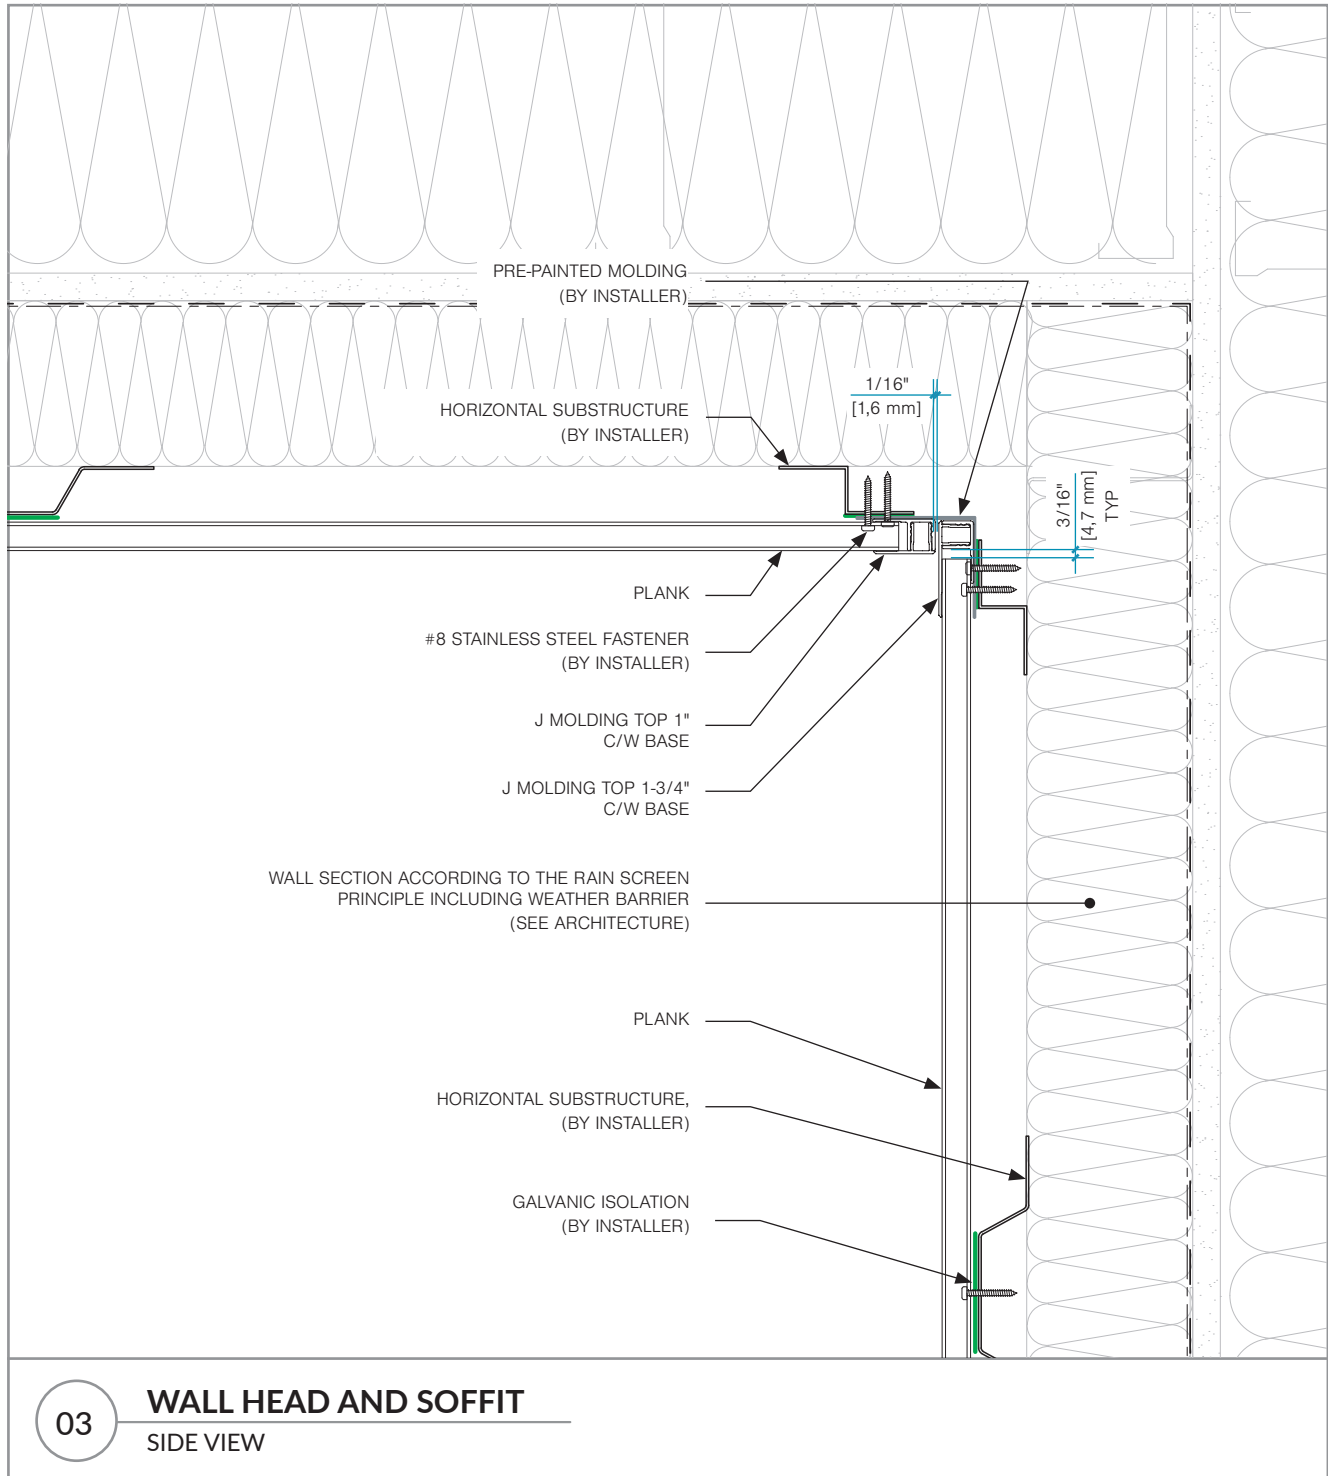 PRE-PAINTED MOLDING
(BY INSTALLER)
1/16"
[1,6 mm]
HORIZONTAL SUBSTRUCTURE
(BY INSTALLER)
3/16"
[4,7 mm]
TYP
PLANK
#8 STAINLESS STEEL FASTENER
(BY INSTALLER)
J MOLDING TOP 1"
C/W BASE
J MOLDING TOP 1-3/4"
C/W BASE
WALL SECTION ACCORDING TO THE RAIN SCREEN
PRINCIPLE INCLUDING WEATHER BARRIER
(SEE ARCHITECTURE)
PLANK
HORIZONTAL SUBSTRUCTURE,
(BY INSTALLER)
GALVANIC ISOLATION
(BY INSTALLER)
03
WALL HEAD AND SOFFIT
SIDE VIEW